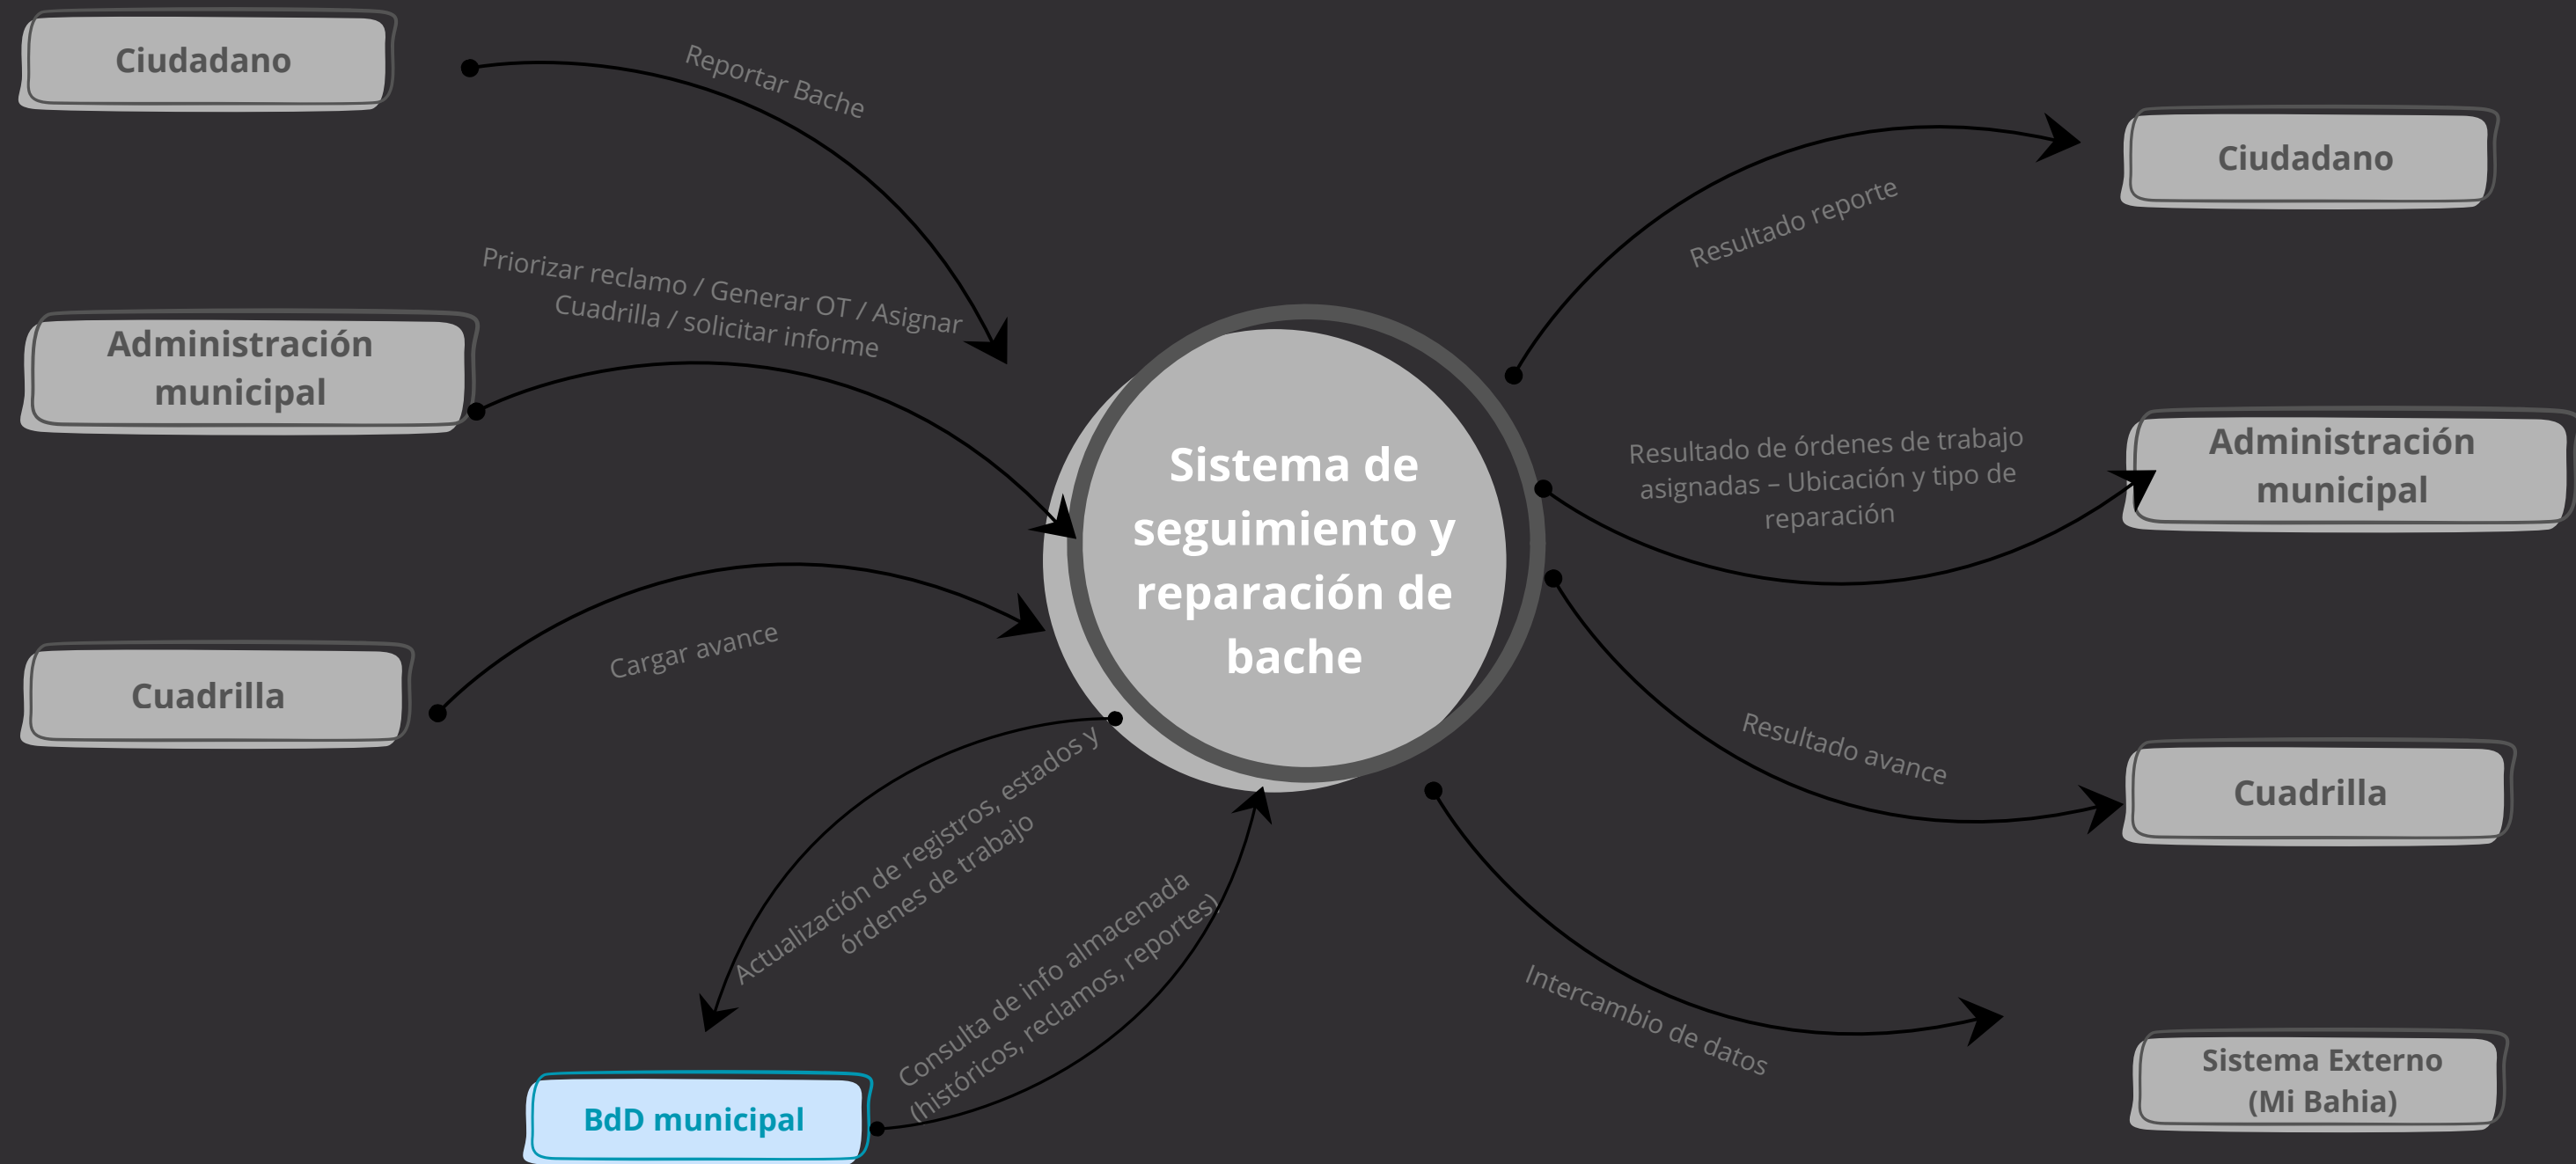 Ciudadano
Reportar Bache
Ciudadano
Resultado reporte
Priorizar reclamo / Generar OT / Asignar
Cuadrilla / solicitar informe
Administración
municipal
Sistema de
seguimiento y
reparación de
bache
Resultado de órdenes de trabajo
asignadas – Ubicación y tipo de
reparación
Administración
municipal
Cargar avance
Cuadrilla
Resultado avance
Cuadrilla
Actualización de registros, estados y
órdenes de trabajo
Consulta de info almacenada
(históricos, reclamos, reportes)
Intercambio de datos
BdD municipal
Sistema Externo
(Mi Bahia)